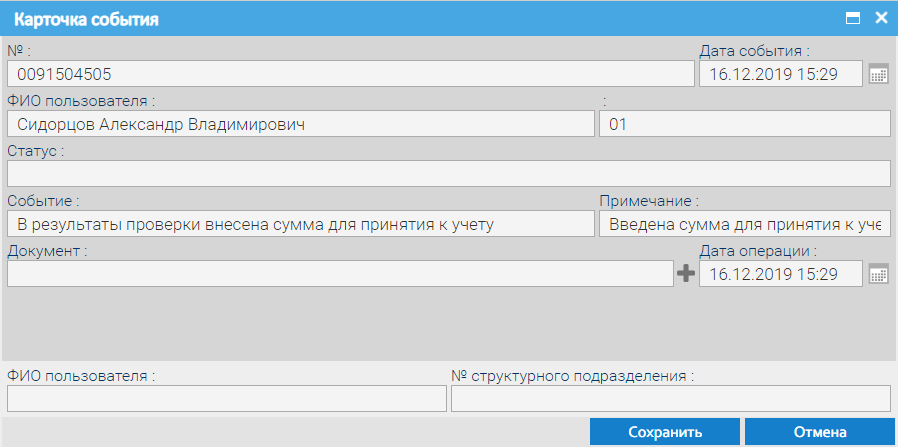 Карточка события
№ :
Дата события :
0091504505
16.12.2019 15:29
ФИО пользователя :
:
Сидорцов Александр Владимирович
01
Статус :
Событие :
Примечание :
В результаты проверки внесена сумма для принятия к учету
Введена сумма для принятия к уче
Документ :
Дата операции :
16.12.2019 15:29
ФИО пользователя :
№ структурного подразделения :
Сохранить
Отмена